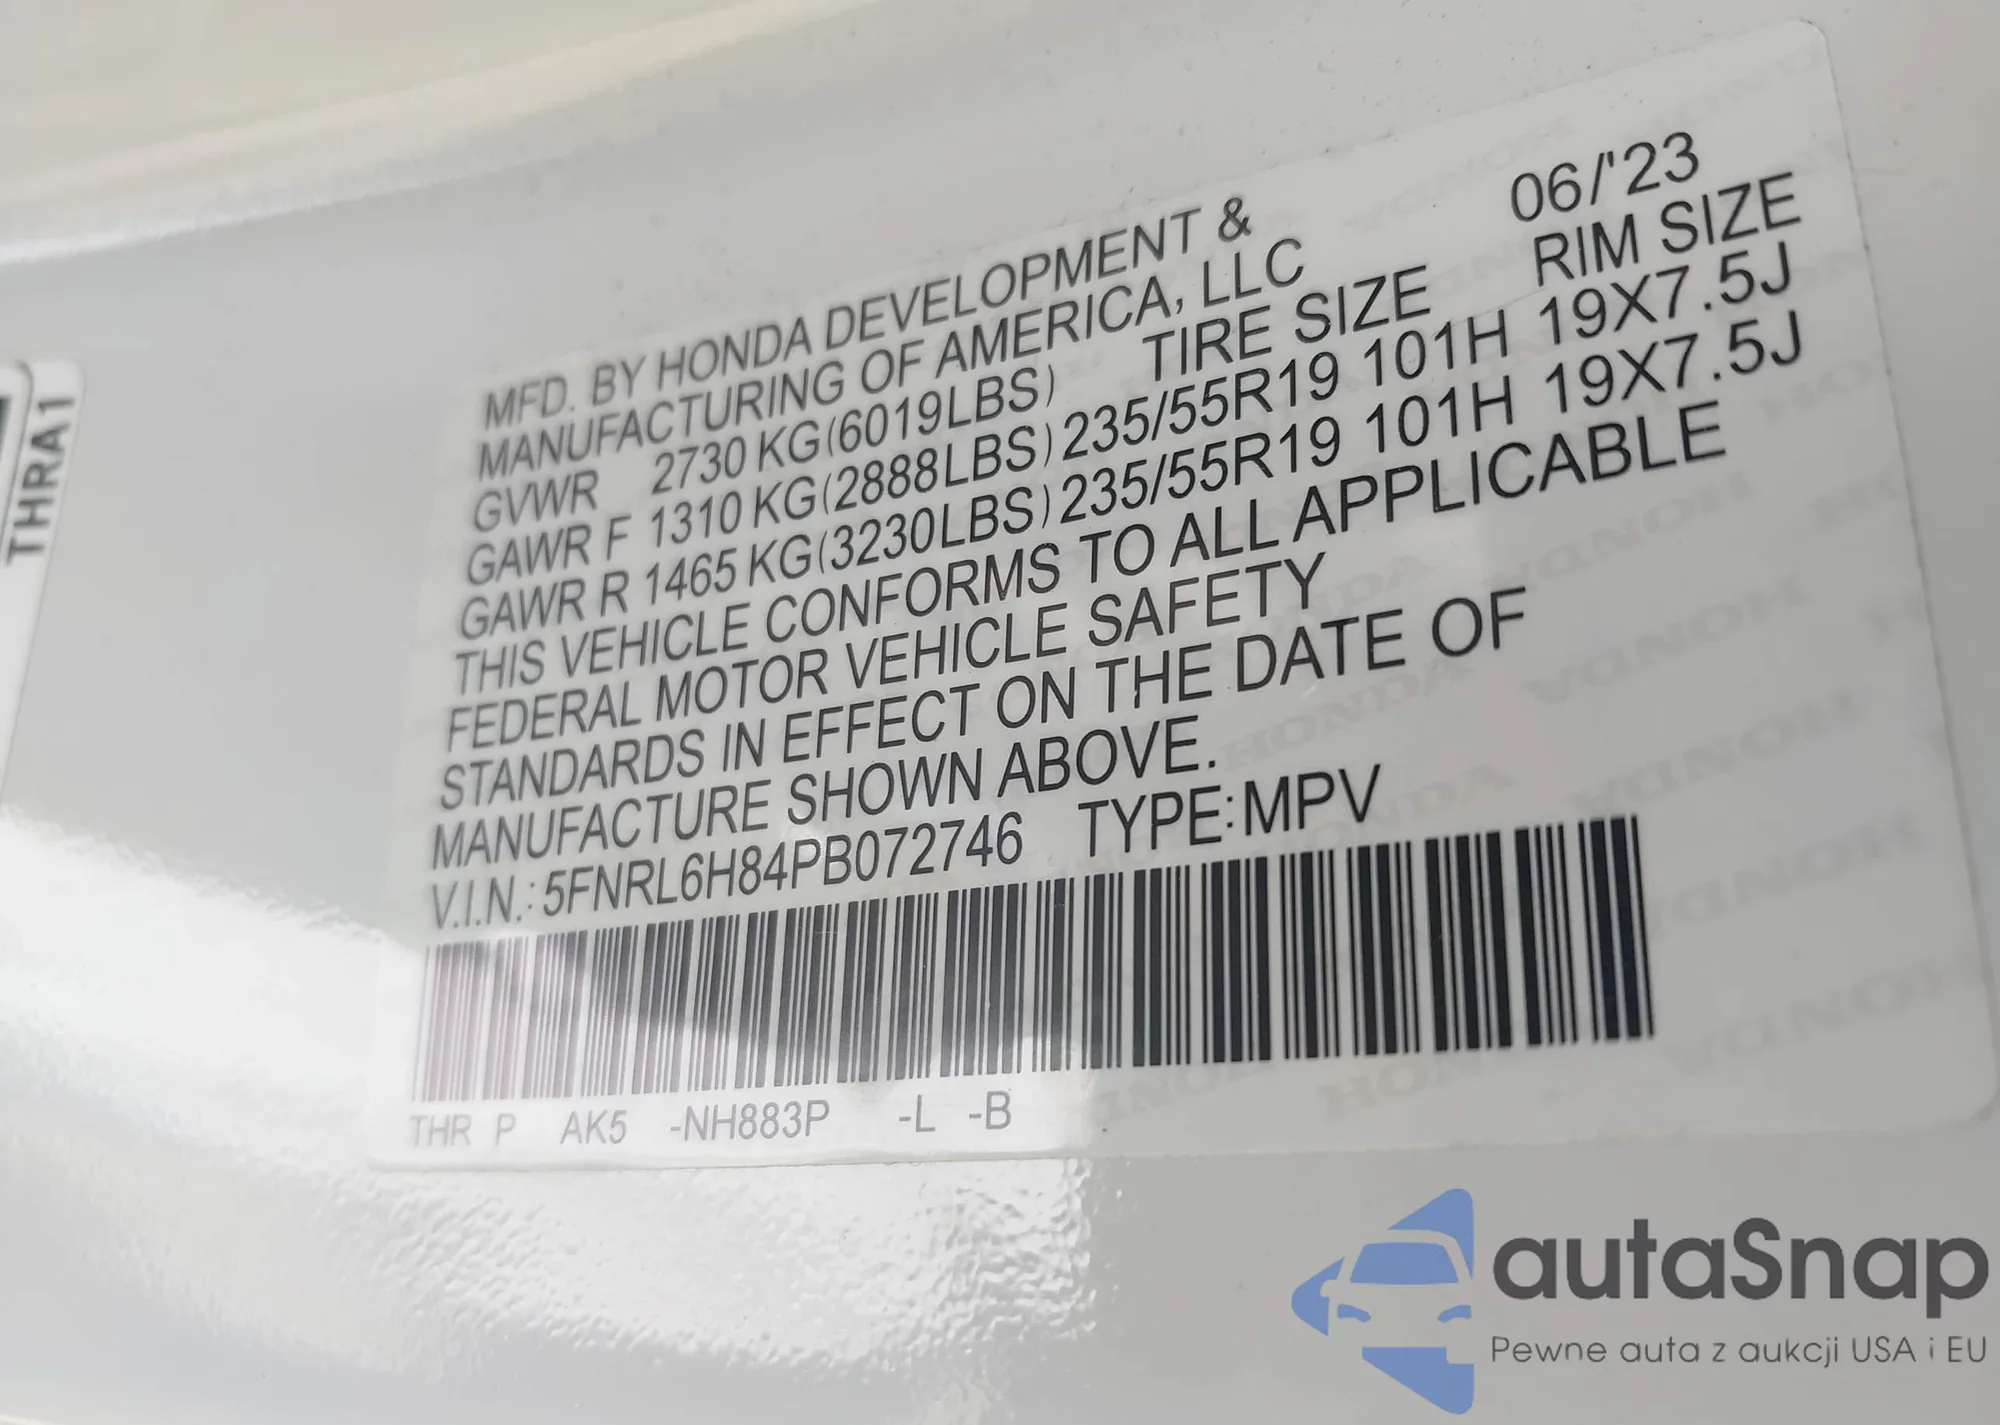 THRA1
06/'23
MFD. BY HONDA DEVELOPMENT &
MANUFACTURING OF AMERICA, LLC
GVWR 2730 KG(6019LBS) TIRE SIZE RIM SIZE
GAWR F 1310 KG(2888LBS) 235/55R19 101H 19X7.5J
GAWR R 1465 KG(3230LBS) 235/55R19 101H 19X7.5J
THIS VEHICLE CONFORMS TO ALL APPLICABLE
FEDERAL MOTOR VEHICLE SAFETY
STANDARDS IN EFFECT ON THE DATE OF
MANUFACTURE SHOWN ABOVE.
V.I.N.: 5FNRL6H84PB072746 TYPE:MPV
THR P AK5 -NH883P -L -B
autaSnap
Pewne auta z aukcji USA i EU